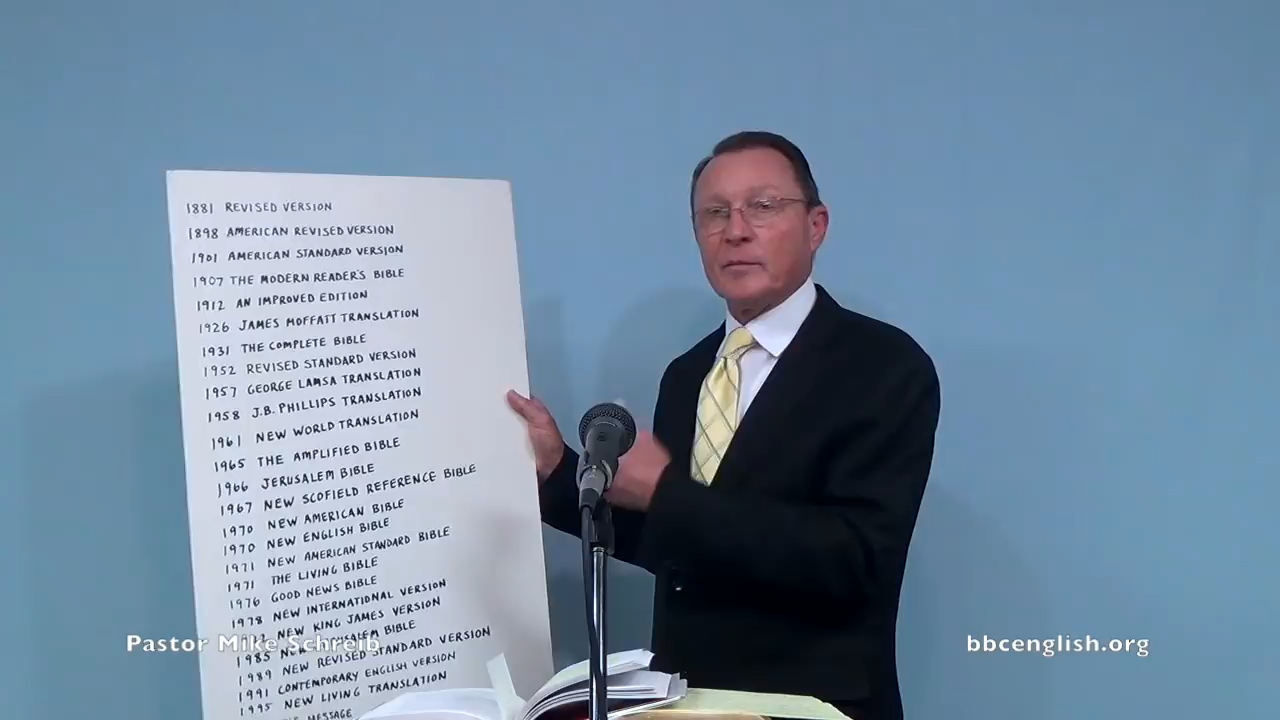 1881 REVISED VERSION
1898 AMERICAN REVISED VERSION
1901 AMERICAN STANDARD VERSION
1907 THE MODERN READER'S BIBLE
1912 AN IMPROVED EDITION
1926 JAMES MOFFATT TRANSLATION
1931 THE COMPLETE BIBLE
1952 REVISED STANDARD VERSION
1957 GEORGE LAMSA TRANSLATION
1958 J.B. PHILLIPS TRANSLATION
1961 NEW WORLD TRANSLATION
1965 THE AMPLIFIED BIBLE
1966 JERUSALEM BIBLE
1967 NEW SCOFIELD REFERENCE BIBLE
1970 NEW AMERICAN BIBLE
1970 NEW ENGLISH BIBLE
1971 NEW AMERICAN STANDARD BIBLE
1971 THE LIVING BIBLE
1976 GOOD NEWS BIBLE
1978 NEW INTERNATIONAL VERSION
NEW KING JAMES VERSION
1985 NEW JERUSALEM BIBLE
1989 NEW REVISED STANDARD VERSION
1991 CONTEMPORARY ENGLISH VERSION
1995 NEW LIVING TRANSLATION
MESSAGE
Pastor Mike Schreib
bbcenglish.org